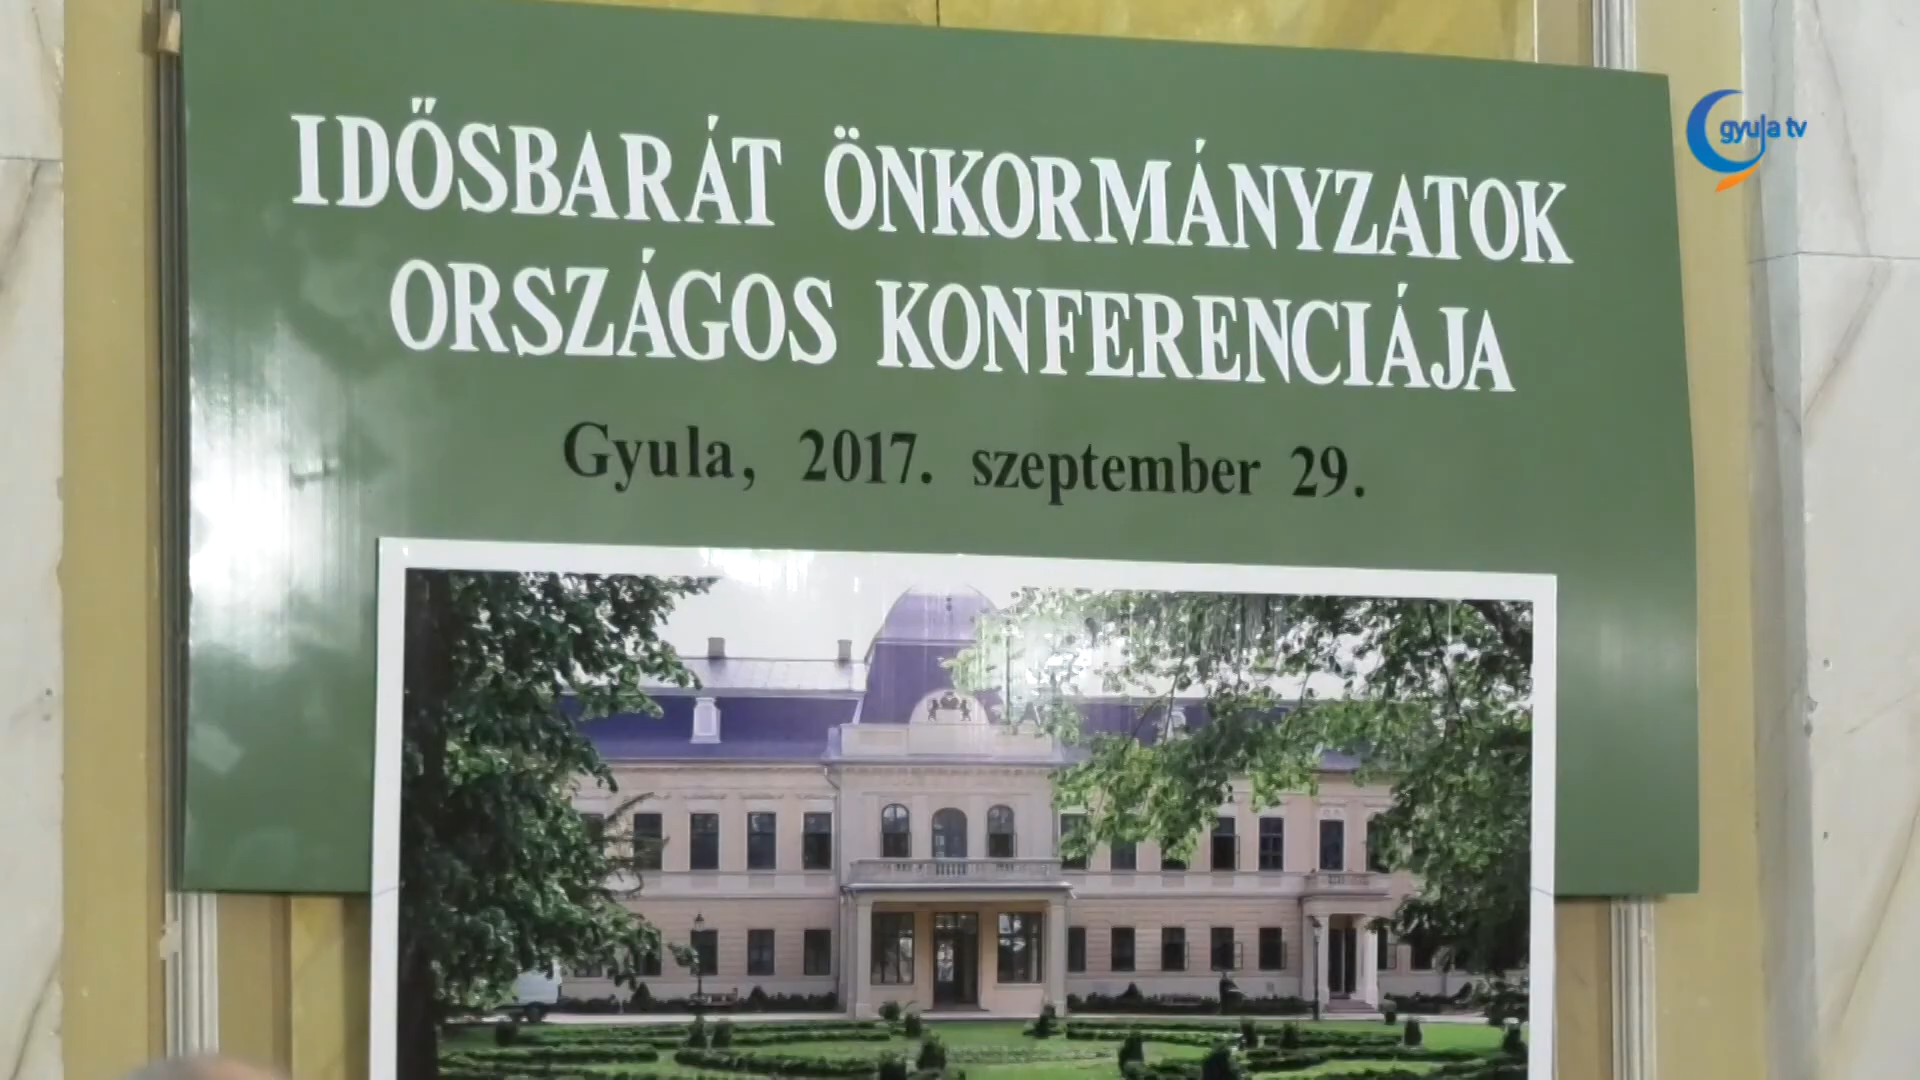 IDŐSBARÁT ÖNKORMÁNYZATOK
ORSZÁGOS KONFERENCIÁJA
Gyula, 2017. szeptember 29.
gyula tv